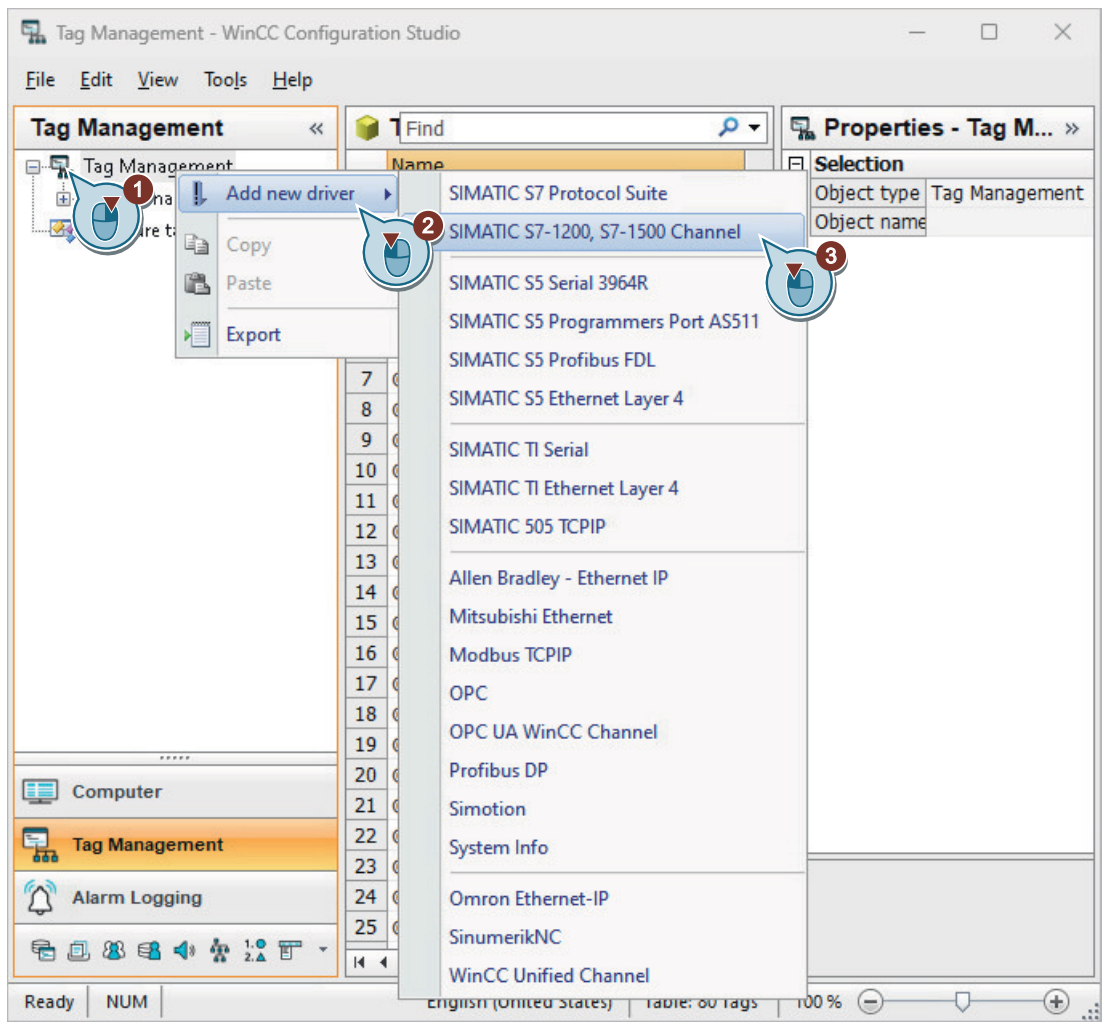 Tag Management - WinCC Configuration Studio
File Edit View Tools Help
Tag Management «
T Find
Properties - Tag M... »
Tag Management
Name
Selection
Object type Tag Management
Object name
1
na
re ta
Add new driver
2
Copy
Paste
Export
SIMATIC S7 Protocol Suite
SIMATIC S7-1200, S7-1500 Channel
3
SIMATIC S5 Serial 3964R
SIMATIC S5 Programmers Port AS511
SIMATIC S5 Profibus FDL
SIMATIC S5 Ethernet Layer 4
SIMATIC TI Serial
SIMATIC TI Ethernet Layer 4
SIMATIC 505 TCPIP
Allen Bradley - Ethernet IP
Mitsubishi Ethernet
Modbus TCPIP
OPC
OPC UA WinCC Channel
Profibus DP
Simotion
System Info
Omron Ethernet-IP
SinumerikNC
WinCC Unified Channel
7
8
9
10
11
12
13
14
15
16
17
18
19
20
21
22
23
24
25
Computer
Tag Management
Alarm Logging
Ready NUM English (United States) Table: 80 Tags 100 %